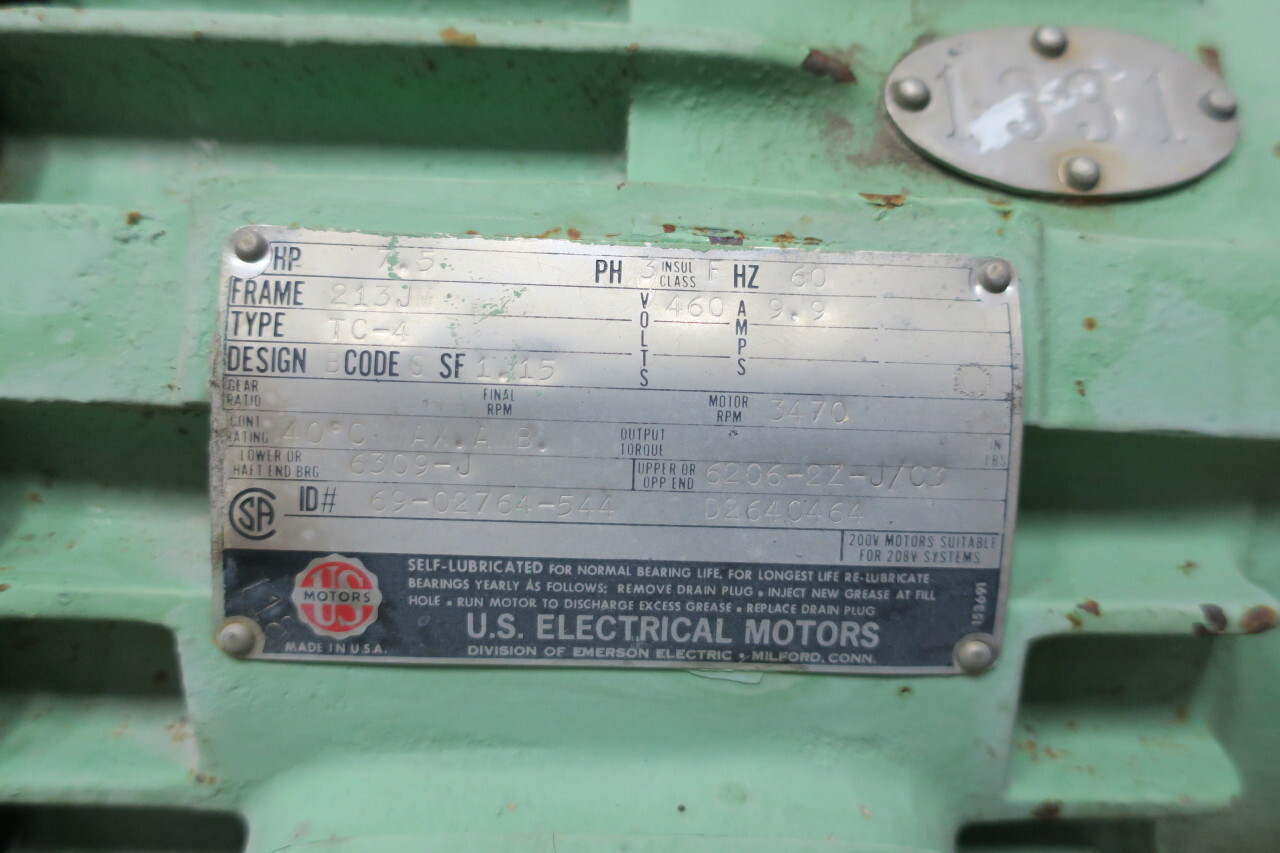 1331
HP 7.5 PH 3 INSUL CLASS F HZ 60
FRAME 213J VOLTS 460 AMPS 9.9
TYPE TC-4
DESIGN B CODE SF 1.15
GEAR RATIO FINAL RPM MOTOR RPM 3470
CONT RATING 40°C AX.A B. OUTPUT TORQUE IN LBS
LOWER OR SHAFT END BRG 6309-J UPPER OR OPP END 6206-2Z-J/C3
CSA ID# 69-02764-544 D2640464
200V MOTORS SUITABLE
FOR 208V SYSTEMS
US MOTORS
MADE IN U.S.A.
SELF-LUBRICATED FOR NORMAL BEARING LIFE. FOR LONGEST LIFE RE-LUBRICATE
BEARINGS YEARLY AS FOLLOWS: REMOVE DRAIN PLUG • INJECT NEW GREASE AT FILL
HOLE • RUN MOTOR TO DISCHARGE EXCESS GREASE • REPLACE DRAIN PLUG
U.S. ELECTRICAL MOTORS
DIVISION OF EMERSON ELECTRIC • MILFORD, CONN.
153691